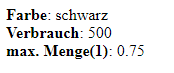 Farbe: schwarz
Verbrauch: 500
max. Menge(1): 0.75